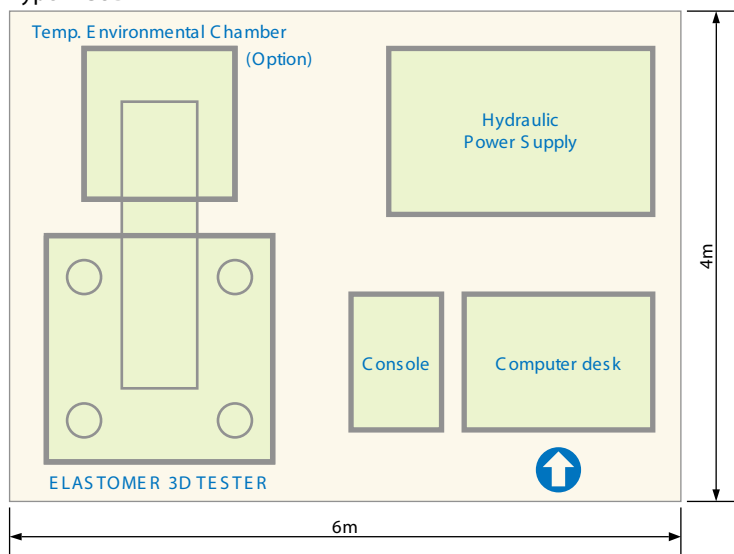 Temp. Environmental Chamber
(Option)
Hydraulic
Power Supply
4m
Console
Computer desk
ELASTOMER 3D TESTER
6m